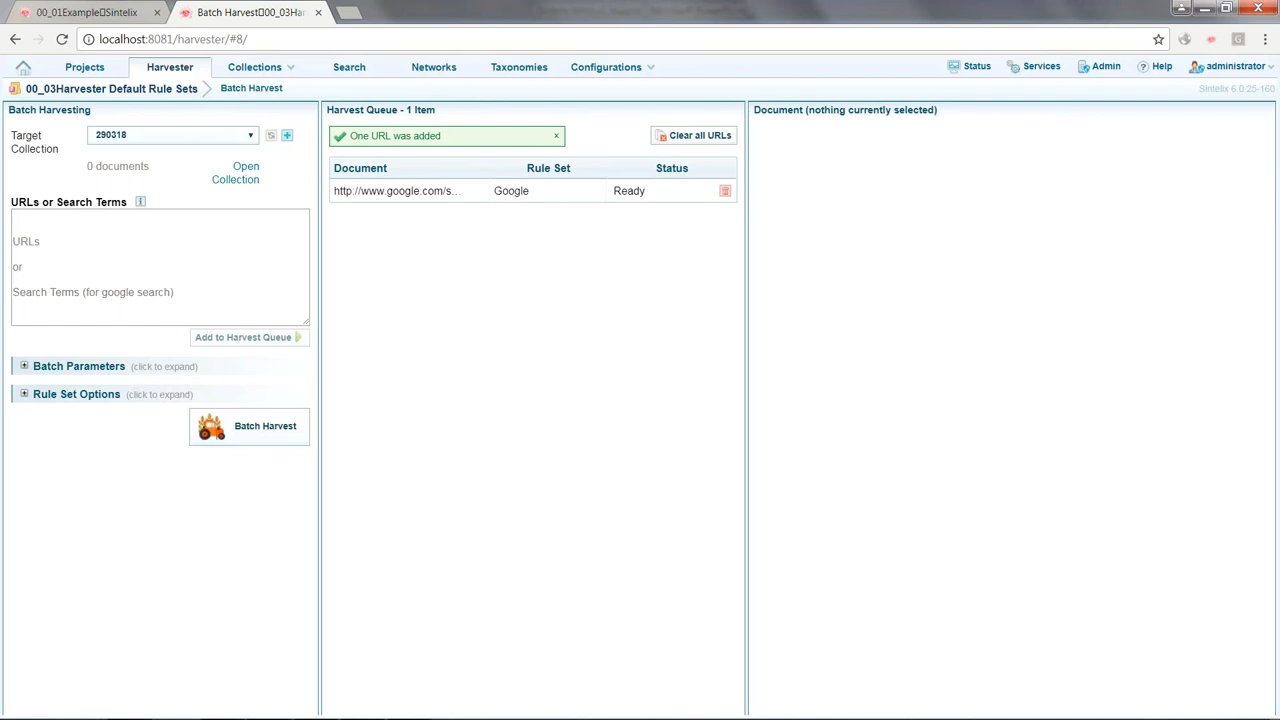 00_01Example▯Sintelix
Batch Harvest▯00_03Har
localhost:8081/harvester/#8/
Projects
Harvester
Collections
Search
Networks
Taxonomies
Configurations
Status
Services
Admin
Help
administrator
00_03Harvester Default Rule Sets
Batch Harvest
Sintelix 6.0.25-160
Batch Harvesting
Target
Collection
290318
0 documents
Open
Collection
URLs or Search Terms
URLs
or
Search Terms (for google search)
Add to Harvest Queue
Batch Parameters (click to expand)
Rule Set Options (click to expand)
Batch Harvest
Harvest Queue - 1 Item
One URL was added
×
Clear all URLs
Document Rule Set Status
http://www.google.com/s... Google Ready
Document (nothing currently selected)